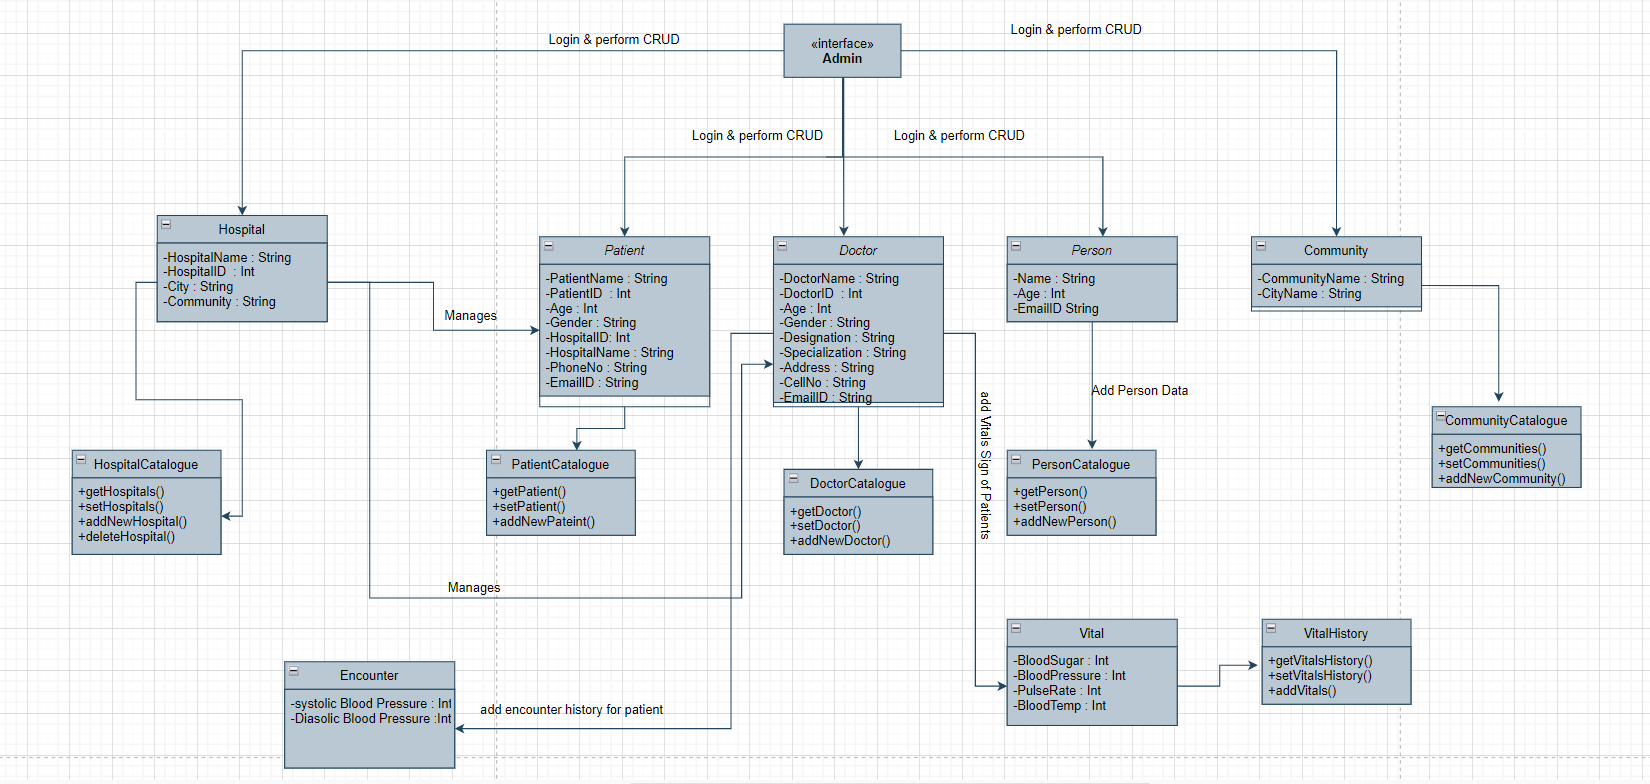 Login & perform CRUD
«interface»
Admin
Login & perform CRUD
Login & perform CRUD
Login & perform CRUD
Hospital
-HospitalName : String
-HospitalID : Int
-City : String
-Community : String
Patient
-PatientName : String
-PatientID : Int
-Age : Int
-Gender : String
-HospitalID: Int
-HospitalName : String
-PhoneNo : String
-EmailID : String
Doctor
-DoctorName : String
-DoctorID : Int
-Age : Int
-Gender : String
-Designation : String
-Specialization : String
-Address : String
-CellNo : String
-EmailID : String
Person
-Name : String
-Age : Int
-EmailID String
Community
-CommunityName : String
-CityName : String
Manages
Add Person Data
add Vitals Sign of Patients
HospitalCatalogue
+getHospitals()
+setHospitals()
+addNewHospital()
+deleteHospital()
PatientCatalogue
+getPatient()
+setPatient()
+addNewPateint()
DoctorCatalogue
+getDoctor()
+setDoctor()
+addNewDoctor()
PersonCatalogue
+getPerson()
+setPerson()
+addNewPerson()
CommunityCatalogue
+getCommunities()
+setCommunities()
+addNewCommunity()
Manages
Encounter
-systolic Blood Pressure : Int
-Diasolic Blood Pressure :Int
add encounter history for patient
Vital
-BloodSugar : Int
-BloodPressure : Int
-PulseRate : Int
-BloodTemp : Int
VitalHistory
+getVitalsHistory()
+setVitalsHistory()
+addVitals()